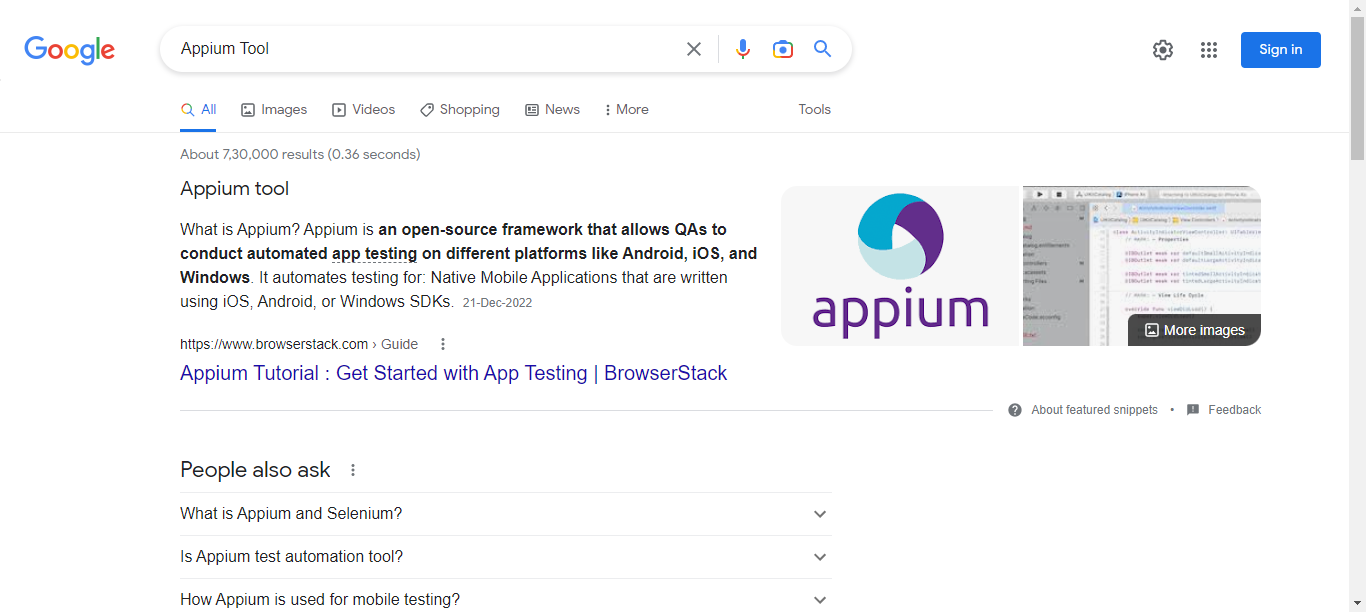 Google
Appium Tool
Sign in
All
Images
Videos
Shopping
News
More
Tools
About 7,30,000 results (0.36 seconds)
Appium tool
What is Appium? Appium is an open-source framework that allows QAs to
conduct automated app testing on different platforms like Android, iOS, and
Windows. It automates testing for: Native Mobile Applications that are written
using iOS, Android, or Windows SDKs. 21-Dec-2022
appium
More images
https://www.browserstack.com › Guide
Appium Tutorial : Get Started with App Testing | BrowserStack
About featured snippets • Feedback
People also ask
What is Appium and Selenium?
Is Appium test automation tool?
How Appium is used for mobile testing?